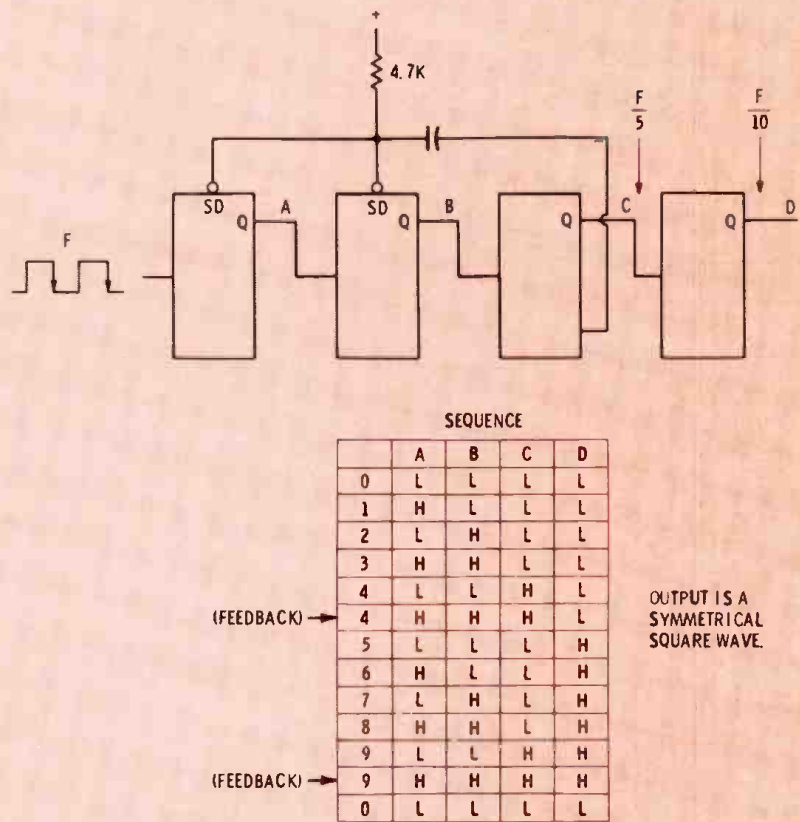 +
4.7K
F
5
F
10
SD
A
SD
B
C
D
Q
Q
Q
Q
F
SEQUENCE
A B C D
0 L L L L
1 H L L L
2 L H L L
3 H H L L
4 L L H L
(FEEDBACK) 4 H H H L
5 L L L H
6 H L L H
7 L H L H
8 H H L H
9 L L H H
(FEEDBACK) 9 H H H H
0 L L L L
OUTPUT IS A
SYMMETRICAL
SQUARE WAVE.